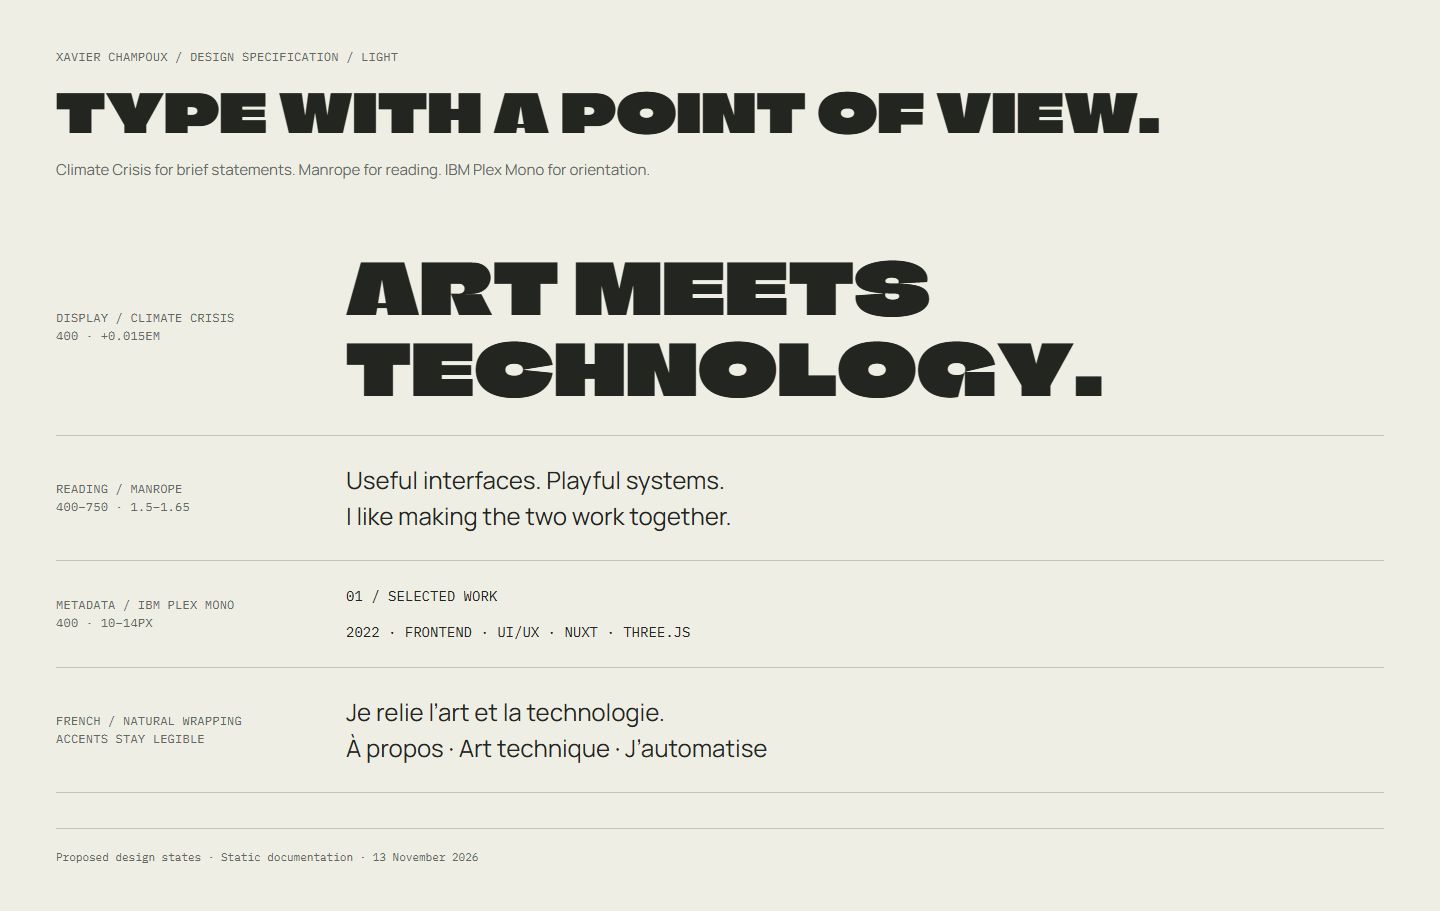 XAVIER CHAMPOUX / DESIGN SPECIFICATION / LIGHT
TYPE WITH A POINT OF VIEW.
Climate Crisis for brief statements. Manrope for reading. IBM Plex Mono for orientation.
DISPLAY / CLIMATE CRISIS
400 · +0.015EM
ART MEETS
TECHNOLOGY.
READING / MANROPE
400–750 · 1.5–1.65
Useful interfaces. Playful systems.
I like making the two work together.
METADATA / IBM PLEX MONO
400 · 10–14PX
01 / SELECTED WORK
2022 · FRONTEND · UI/UX · NUXT · THREE.JS
FRENCH / NATURAL WRAPPING
ACCENTS STAY LEGIBLE
Je relie l’art et la technologie.
À propos · Art technique · J’automatise
Proposed design states · Static documentation · 13 November 2026